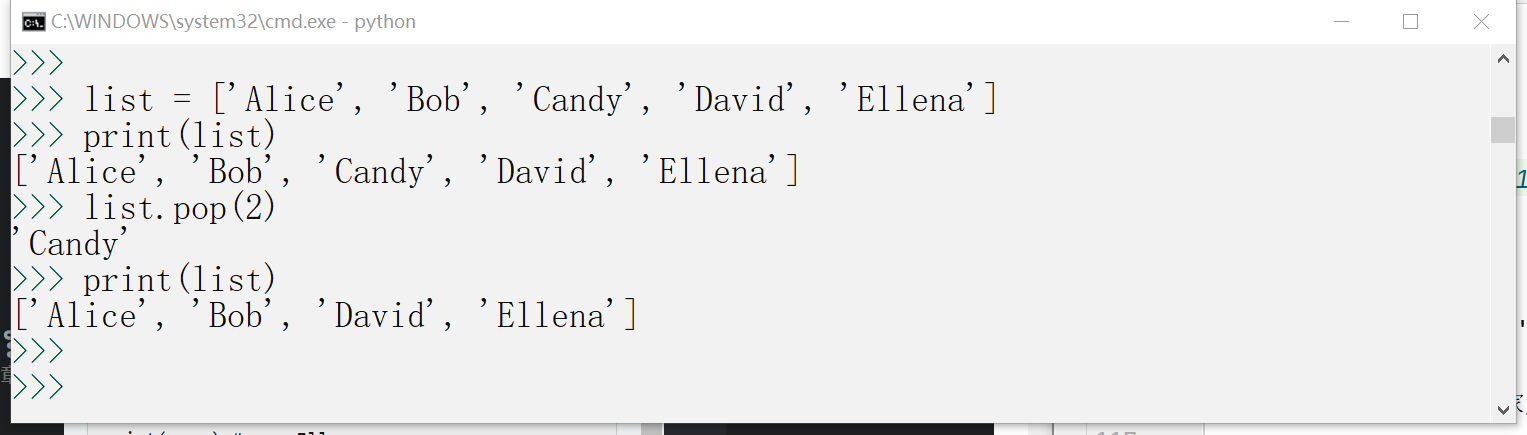 C:\WINDOWS\system32\cmd.exe - python
>>>
>>> list = ['Alice', 'Bob', 'Candy', 'David', 'Ellena']
>>> print(list)
['Alice', 'Bob', 'Candy', 'David', 'Ellena']
>>> list.pop(2)
'Candy'
>>> print(list)
['Alice', 'Bob', 'David', 'Ellena']
>>>
>>>